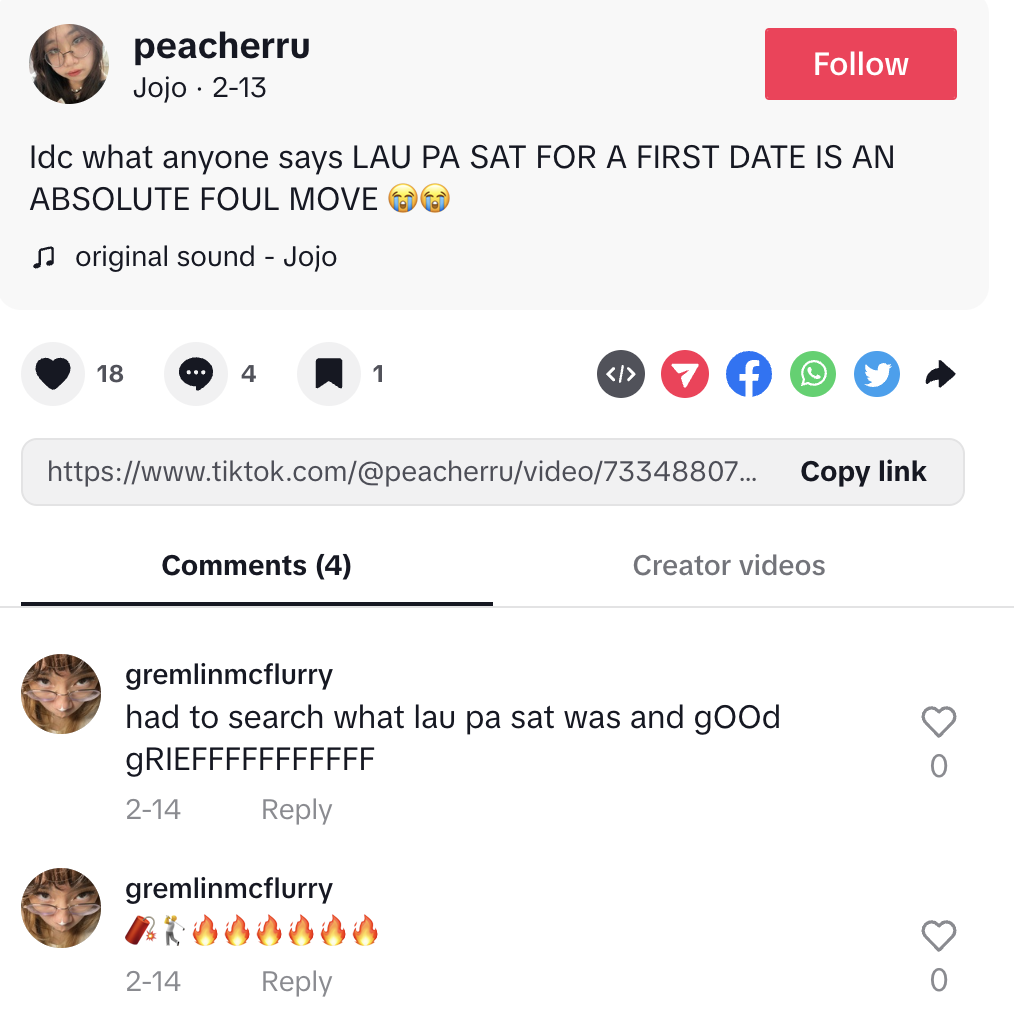 peacherru
Jojo · 2-13
Follow
Idc what anyone says LAU PA SAT FOR A FIRST DATE IS AN
ABSOLUTE FOUL MOVE 😭😭
original sound - Jojo
18
4
1
https://www.tiktok.com/@peacherru/video/73348807...
Copy link
Comments (4)
Creator videos
gremlinmcflurry
had to search what lau pa sat was and gOOd
gRIEFFFFFFFFFFF
0
2-14
Reply
gremlinmcflurry
🧨🏌🔥🔥🔥🔥🔥🔥
0
2-14
Reply